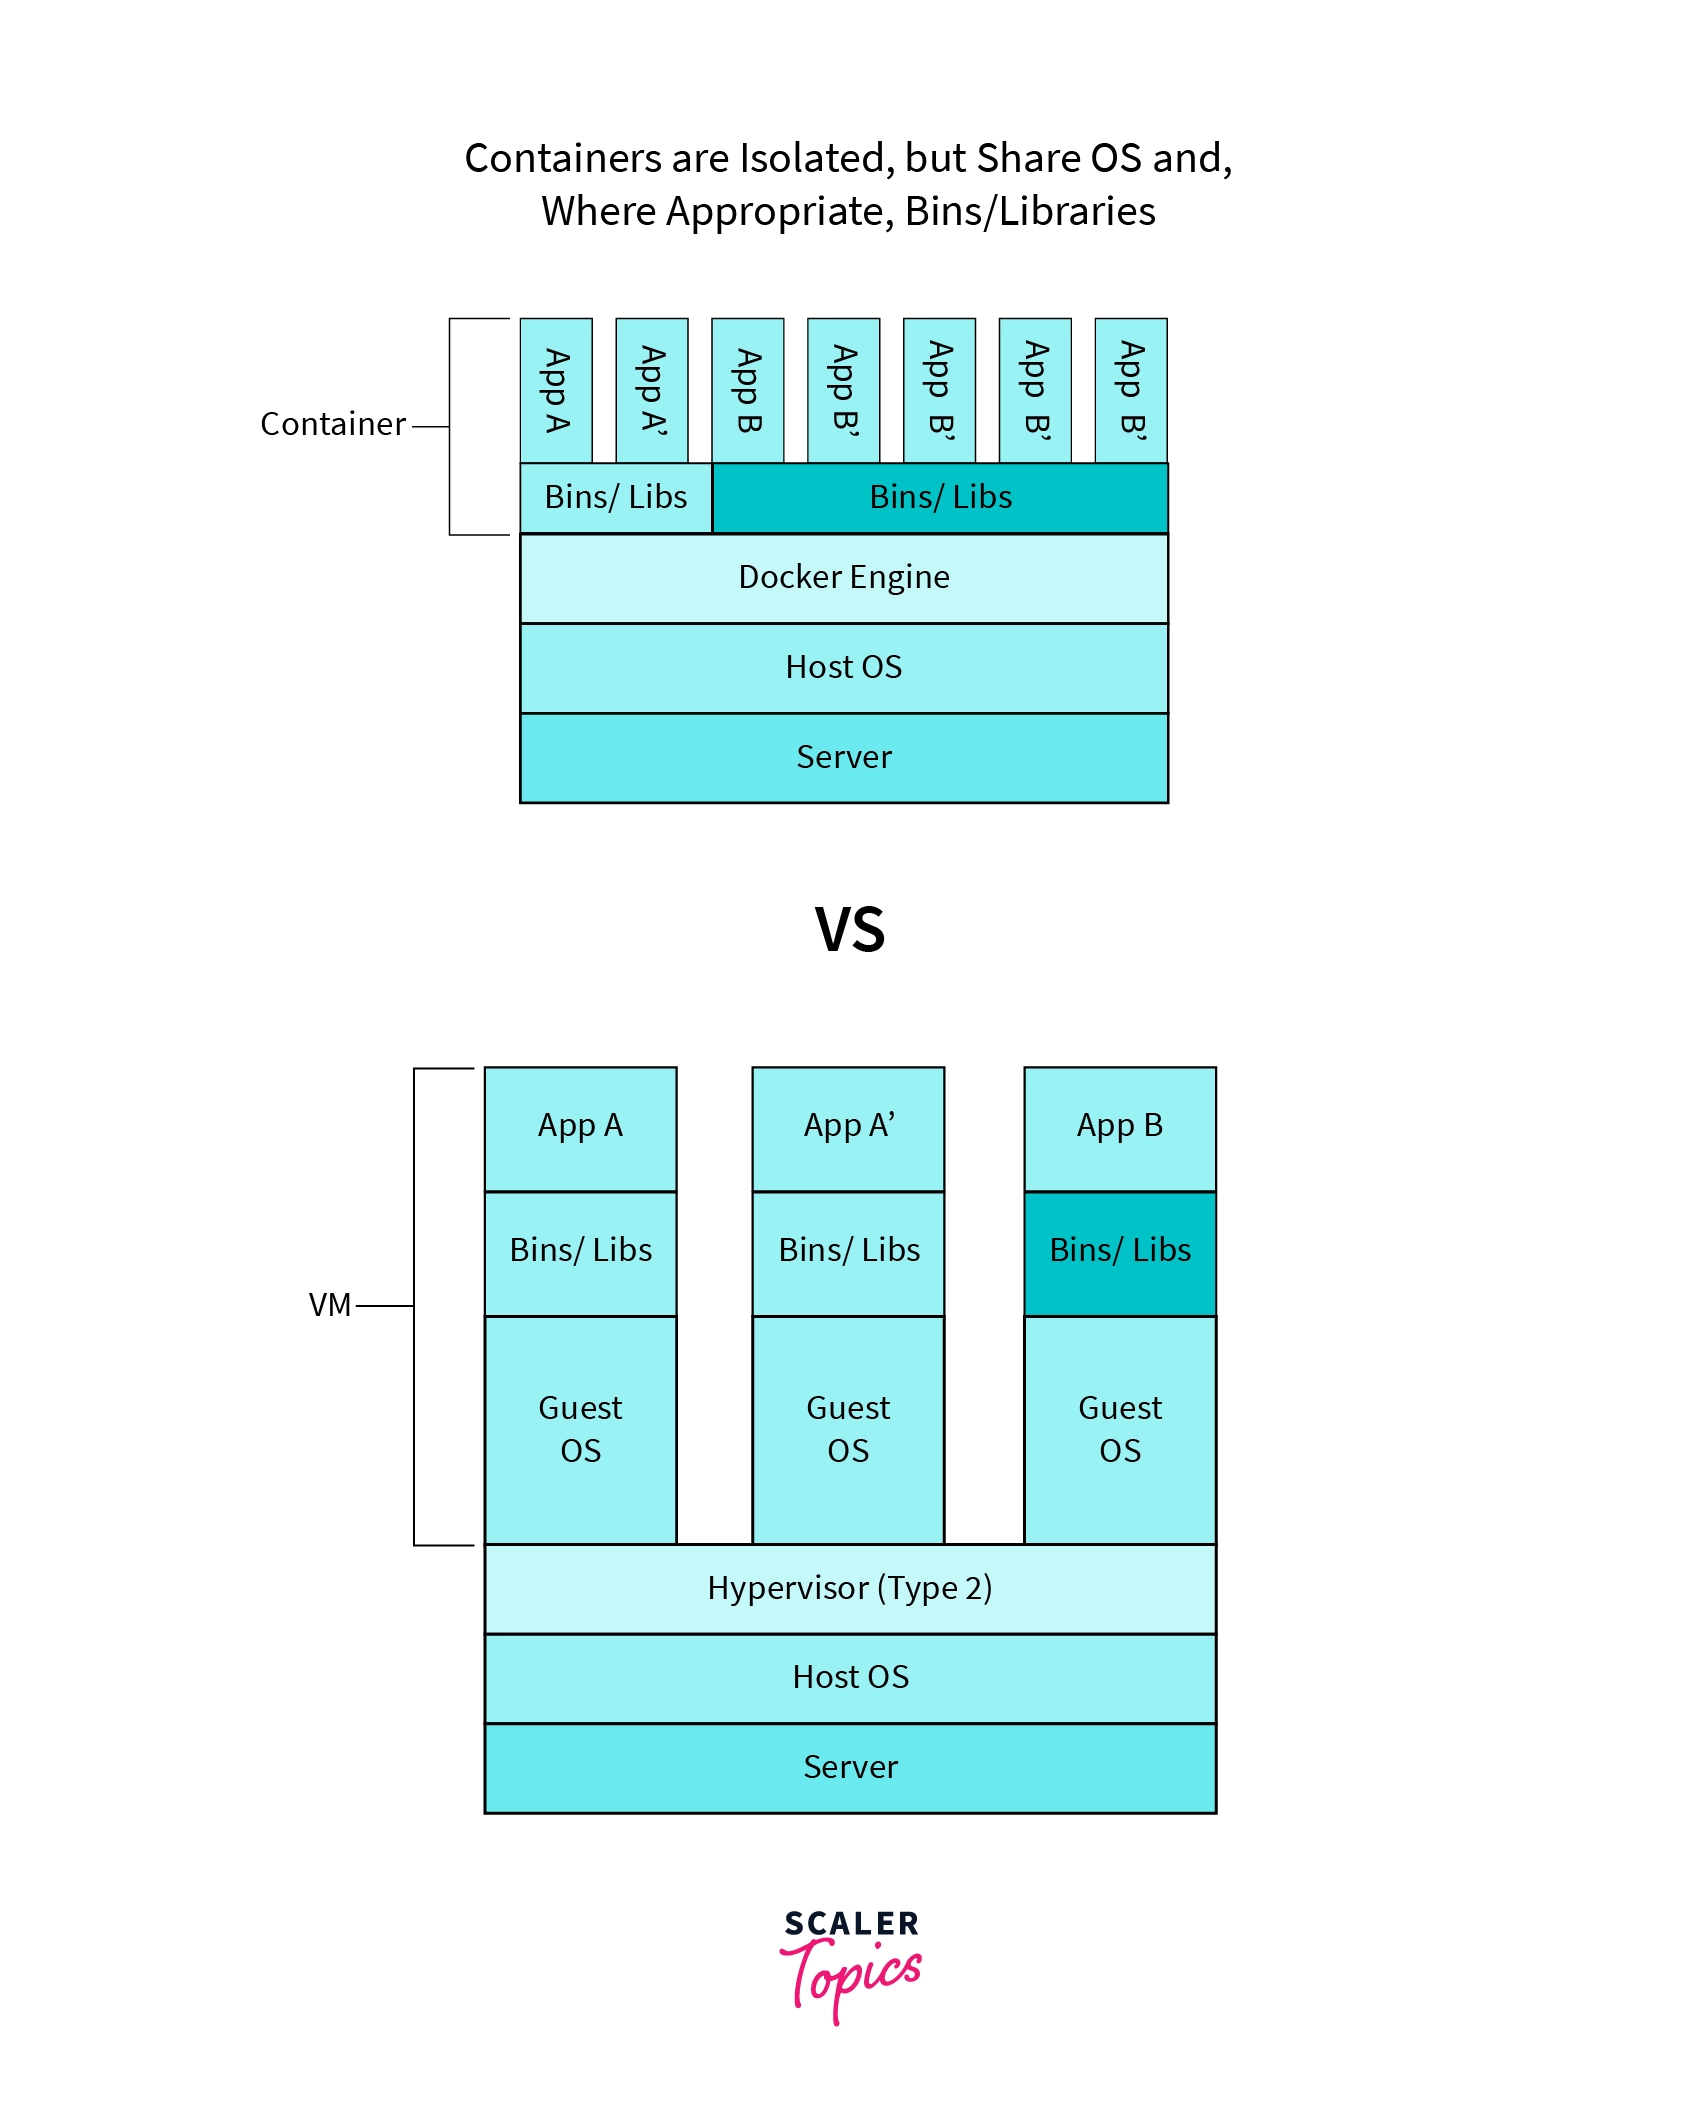 Containers are Isolated, but Share OS and,
Where Appropriate, Bins/Libraries
Container
App A
App A’
App B
App B’
App B’
App B’
App B’
Bins/ Libs
Bins/ Libs
Docker Engine
Host OS
Server
VS
VM
App A
App A’
App B
Bins/ Libs
Bins/ Libs
Bins/ Libs
Guest
OS
Guest
OS
Guest
OS
Hypervisor (Type 2)
Host OS
Server
SCALER
Topics